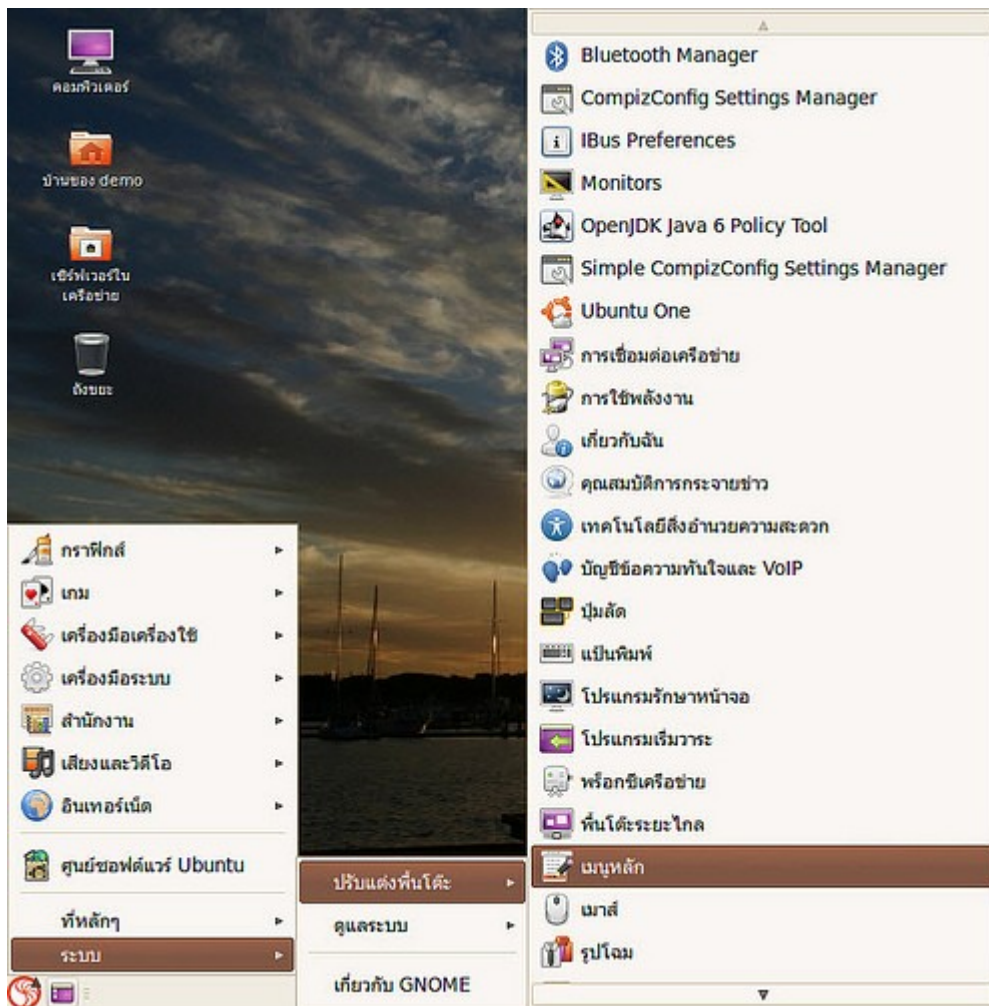 คอมพิวเตอร์
บ้านของ demo
เซิร์ฟเวอร์ใน
เครือข่าย
ถังขยะ
กราฟิกส์
เกม
เครื่องมือเครื่องใช้
เครื่องมือระบบ
สำนักงาน
เสียงและวิดีโอ
อินเทอร์เน็ต
ศูนย์ซอฟต์แวร์ Ubuntu
ที่หลักๆ
ระบบ
ปรับแต่งพื้นโต๊ะ
ดูแลระบบ
เกี่ยวกับ GNOME
Bluetooth Manager
CompizConfig Settings Manager
IBus Preferences
Monitors
OpenJDK Java 6 Policy Tool
Simple CompizConfig Settings Manager
Ubuntu One
การเชื่อมต่อเครือข่าย
การใช้พลังงาน
เกี่ยวกับฉัน
คุณสมบัติการกระจายข่าว
เทคโนโลยีสิ่งอำนวยความสะดวก
บัญชีข้อความทันใจและ VoIP
ปุ่มลัด
แป้นพิมพ์
โปรแกรมรักษาหน้าจอ
โปรแกรมเริ่มวาระ
พร็อกซีเครือข่าย
พื้นโต๊ะระยะไกล
เมนูหลัก
เมาส์
รูปโฉม